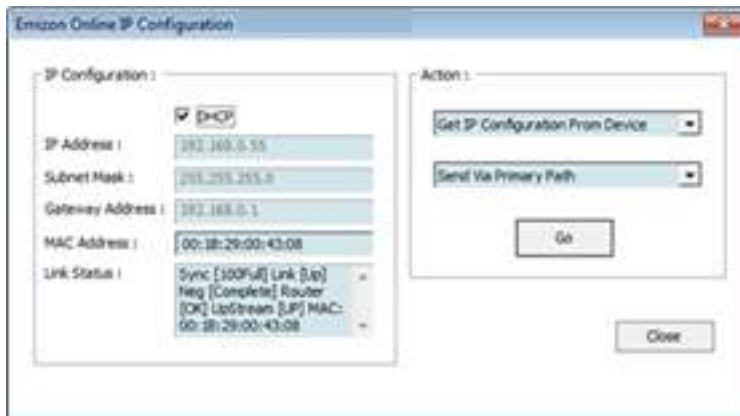 Emizon Online IP Configuration
IP Configuration :
Action :
DHCP
Get IP Configuration From Device
IP Address :
192.168.0.55
Subnet Mask :
255.255.255.0
Send Via Primary Path
Gateway Address :
192.168.0.1
MAC Address :
00:1B:29:00:43:08
Go
Link Status :
Sync [100Full] Link [Up]
Neg [Complete] Router
[OK] UpStream [UP] MAC:
00:1B:29:00:43:08
Close